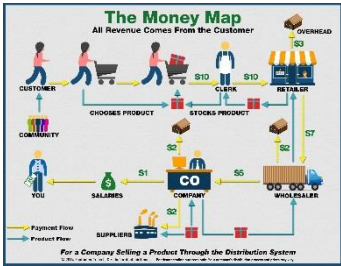 The Money Map
All Revenue Comes From the Customer
OVERHEAD
$3
$10
$10
CUSTOMER
CLERK
RETAILER
CHOOSES PRODUCT
STOCKS PRODUCT
COMMUNITY
$7
$2
$2
$1
CO
$5
YOU
SALARIES
COMPANY
WHOLESALER
$2
SUPPLIERS
Payment Flow
Product Flow
For a Company Selling a Product Through the Distribution System